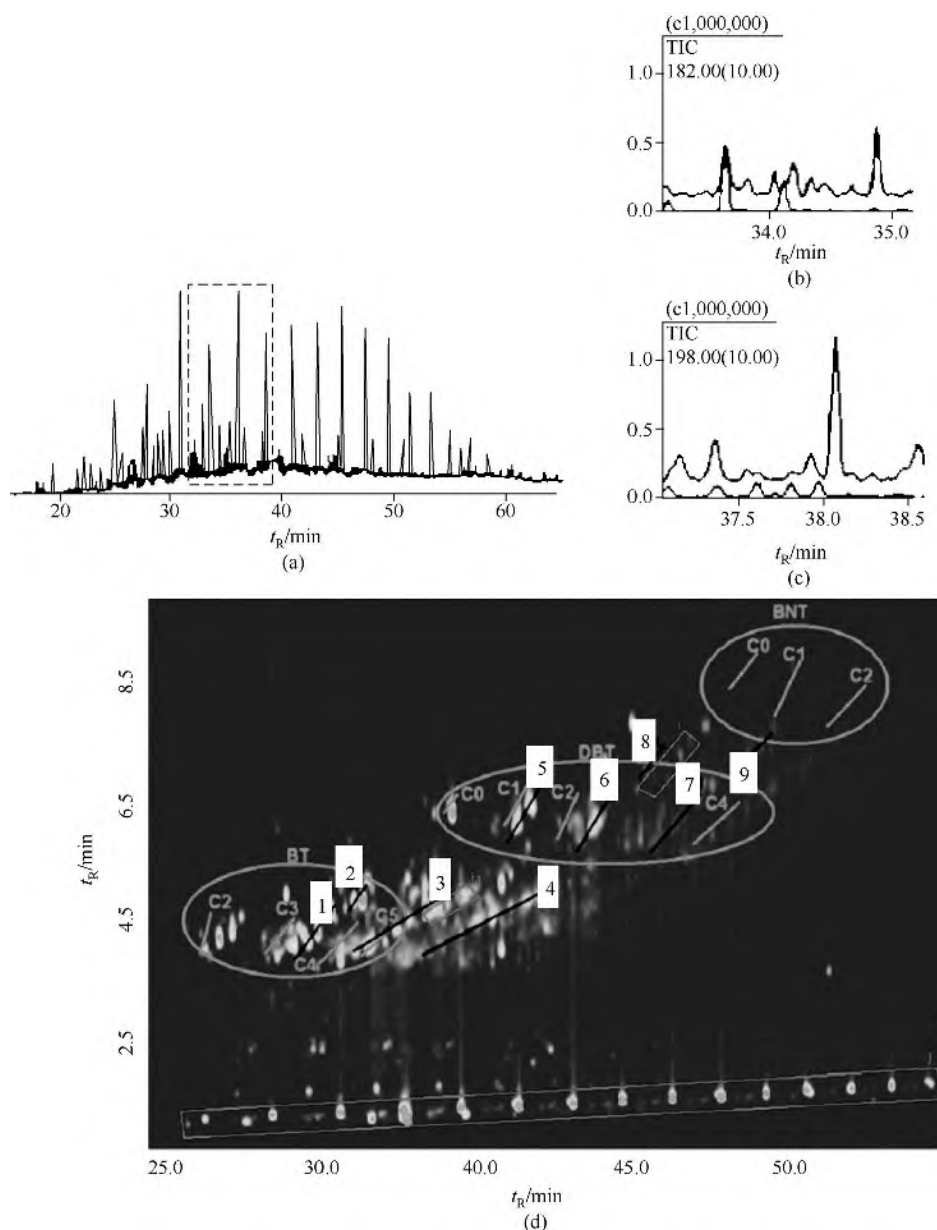 (c1,000,000)
TIC
182.00(10.00)
1.0
0.5
0.0
34.0 35.0
tR/min
(b)
20 30 40 50 60
tR/min
(a)
(c1,000,000)
TIC
198.00(10.00)
1.0
0.5
0.0
37.5 38.0 38.5
tR/min
(c)
BNT
C0 C1 C2
8.5
DBT
8
C0 C1 5 C2 6 7 9 C4
6.5
BT
C2 C3 1 2 C4 C5 3 4
4.5
2.5
tR/min
25.0 30.0 40.0 45.0 50.0
tR/min
(d)